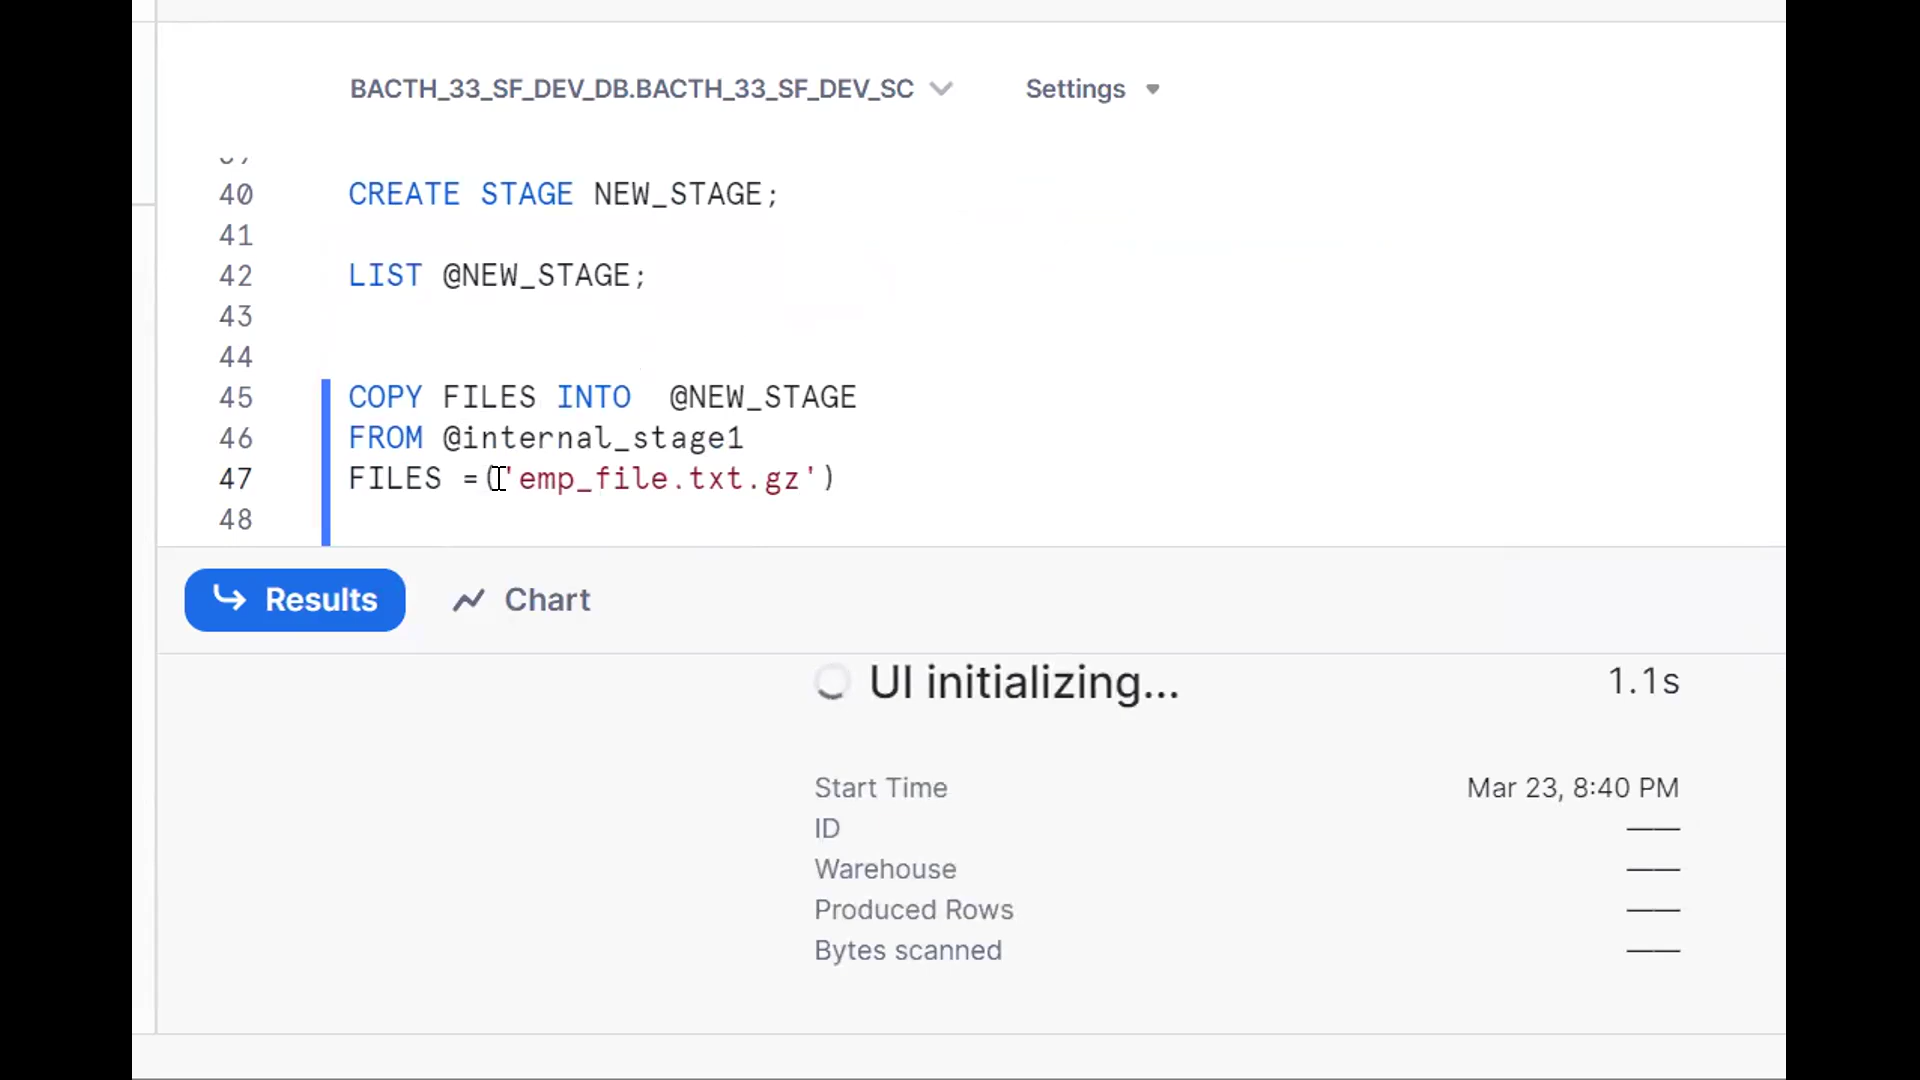 BACTH_33_SF_DEV_DB.BACTH_33_SF_DEV_SC Settings
40 CREATE STAGE NEW_STAGE;
41
42 LIST @NEW_STAGE;
43
44
45 COPY FILES INTO  @NEW_STAGE
46 FROM @internal_stage1
47 FILES =('emp_file.txt.gz')
48
Results Chart
UI initializing... 1.1s
Start Time Mar 23, 8:40 PM
ID
Warehouse
Produced Rows
Bytes scanned